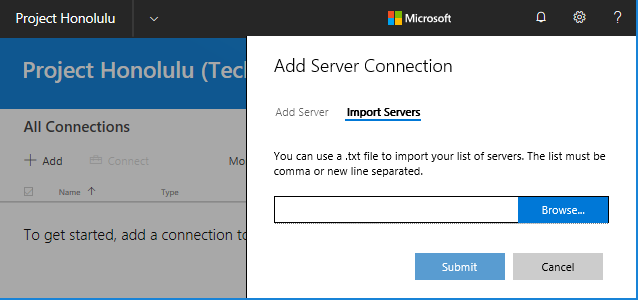 Project Honolulu
Microsoft
?
Project Honolulu (Tec
All Connections
+ Add
Connect
Mo
Name
Type
To get started, add a connection to
Add Server Connection
Add Server
Import Servers
You can use a .txt file to import your list of servers. The list must be
comma or new line separated.
Browse...
Submit
Cancel